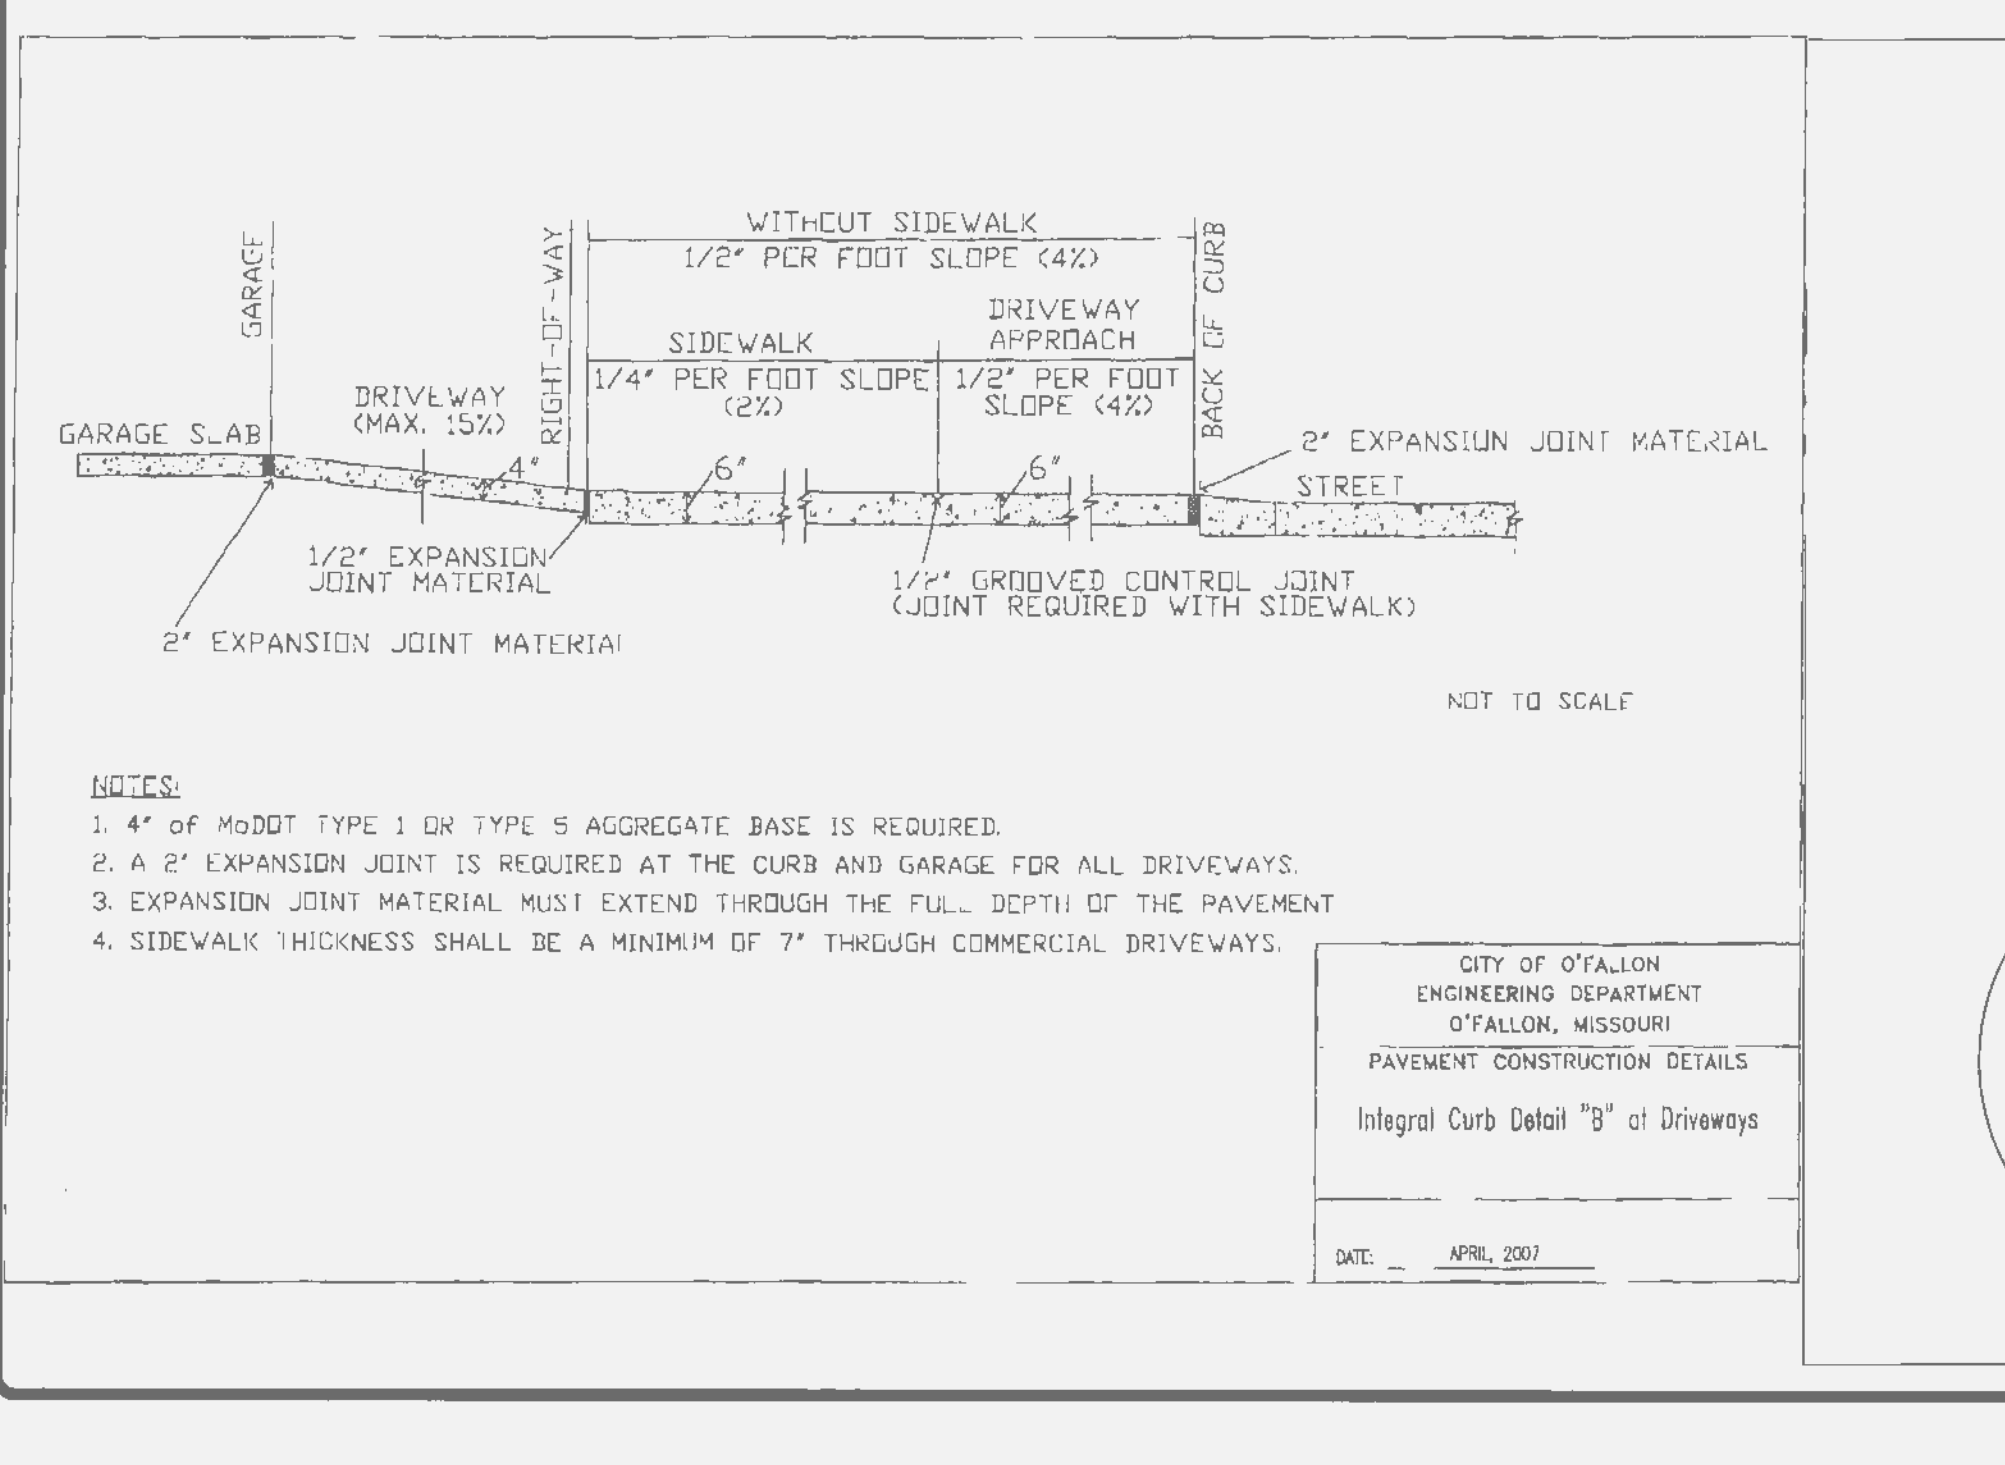 WITHOUT SIDEWALK
1/2" PER FOOT SLOPE (4%)
GARAGE
RIGHT-OF-WAY
BACK OF CURB
DRIVEWAY
APPROACH
SIDEWALK
1/4" PER FOOT SLOPE
(2%)
1/2" PER FOOT
SLOPE (4%)
DRIVEWAY
(MAX. 15%)
GARAGE SLAB
2" EXPANSION JOINT MATERIAL
STREET
4"
6"
6"
1/2" EXPANSION
JOINT MATERIAL
1/2" GROOVED CONTROL JOINT
(JOINT REQUIRED WITH SIDEWALK)
2" EXPANSION JOINT MATERIAL
NOT TO SCALE
NOTES:
1. 4" of MoDOT TYPE 1 OR TYPE 5 AGGREGATE BASE IS REQUIRED.
2. A 2" EXPANSION JOINT IS REQUIRED AT THE CURB AND GARAGE FOR ALL DRIVEWAYS.
3. EXPANSION JOINT MATERIAL MUST EXTEND THROUGH THE FULL DEPTH OF THE PAVEMENT
4. SIDEWALK THICKNESS SHALL BE A MINIMUM OF 7" THROUGH COMMERCIAL DRIVEWAYS.
CITY OF O'FALLON
ENGINEERING DEPARTMENT
O'FALLON, MISSOURI
PAVEMENT CONSTRUCTION DETAILS
Integral Curb Detail "B" at Driveways
DATE: APRIL, 2007